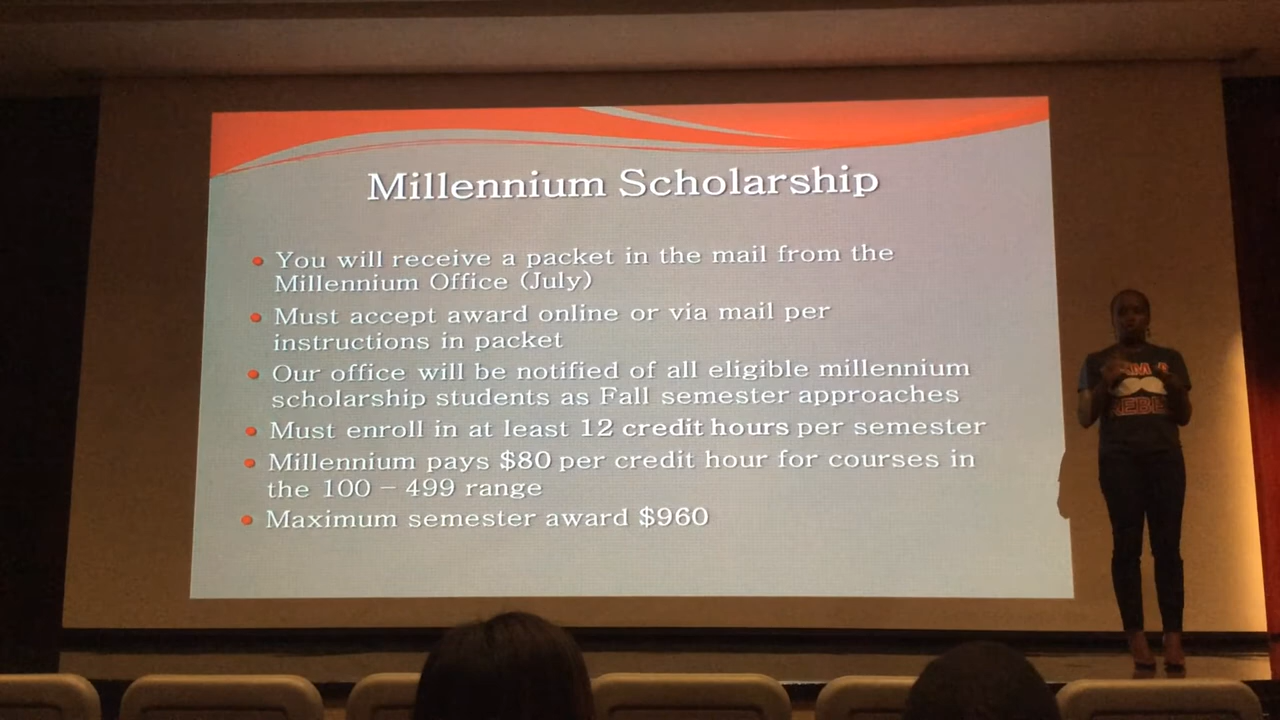 Millennium Scholarship
You will receive a packet in the mail from the
Millennium Office (July)
Must accept award online or via mail per
instructions in packet
Our office will be notified of all eligible millennium
scholarship students as Fall semester approaches
Must enroll in at least 12 credit hours per semester
Millennium pays $80 per credit hour for courses in
the 100 – 499 range
Maximum semester award $960